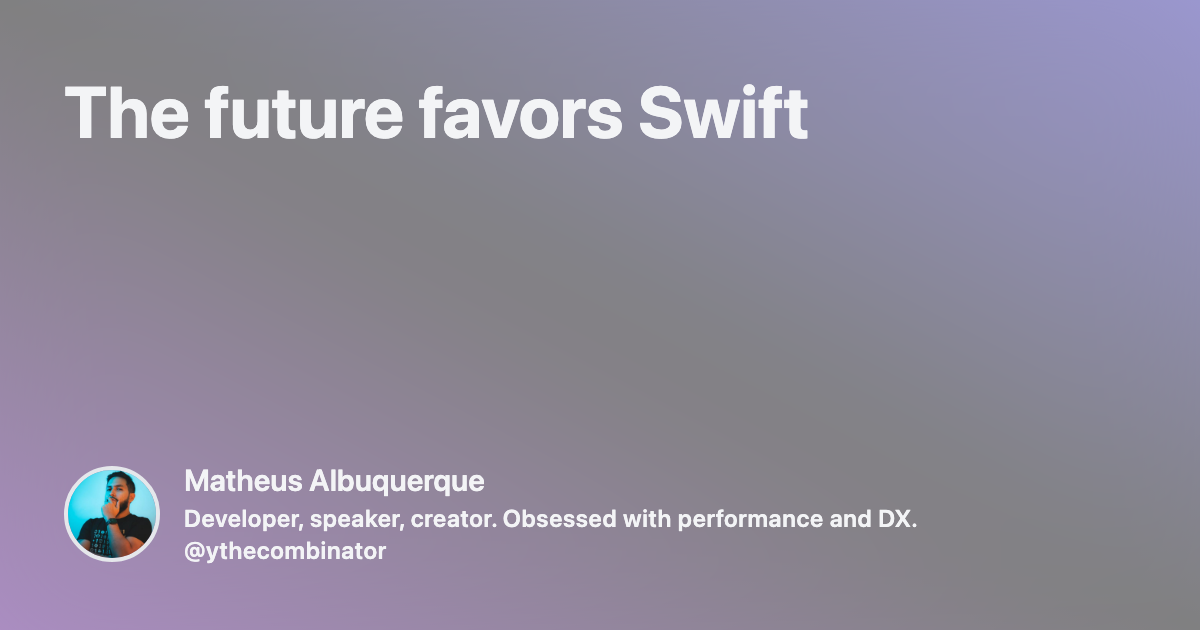 The future favors Swift
Matheus Albuquerque
Developer, speaker, creator. Obsessed with performance and DX.
@ythecombinator